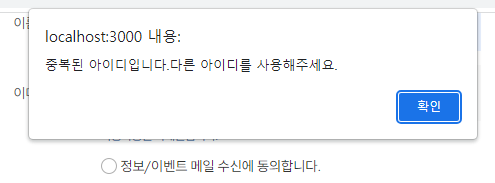 localhost:3000 내용:
중복된 아이디입니다.다른 아이디를 사용해주세요.
확인
정보/이벤트 메일 수신에 동의합니다.